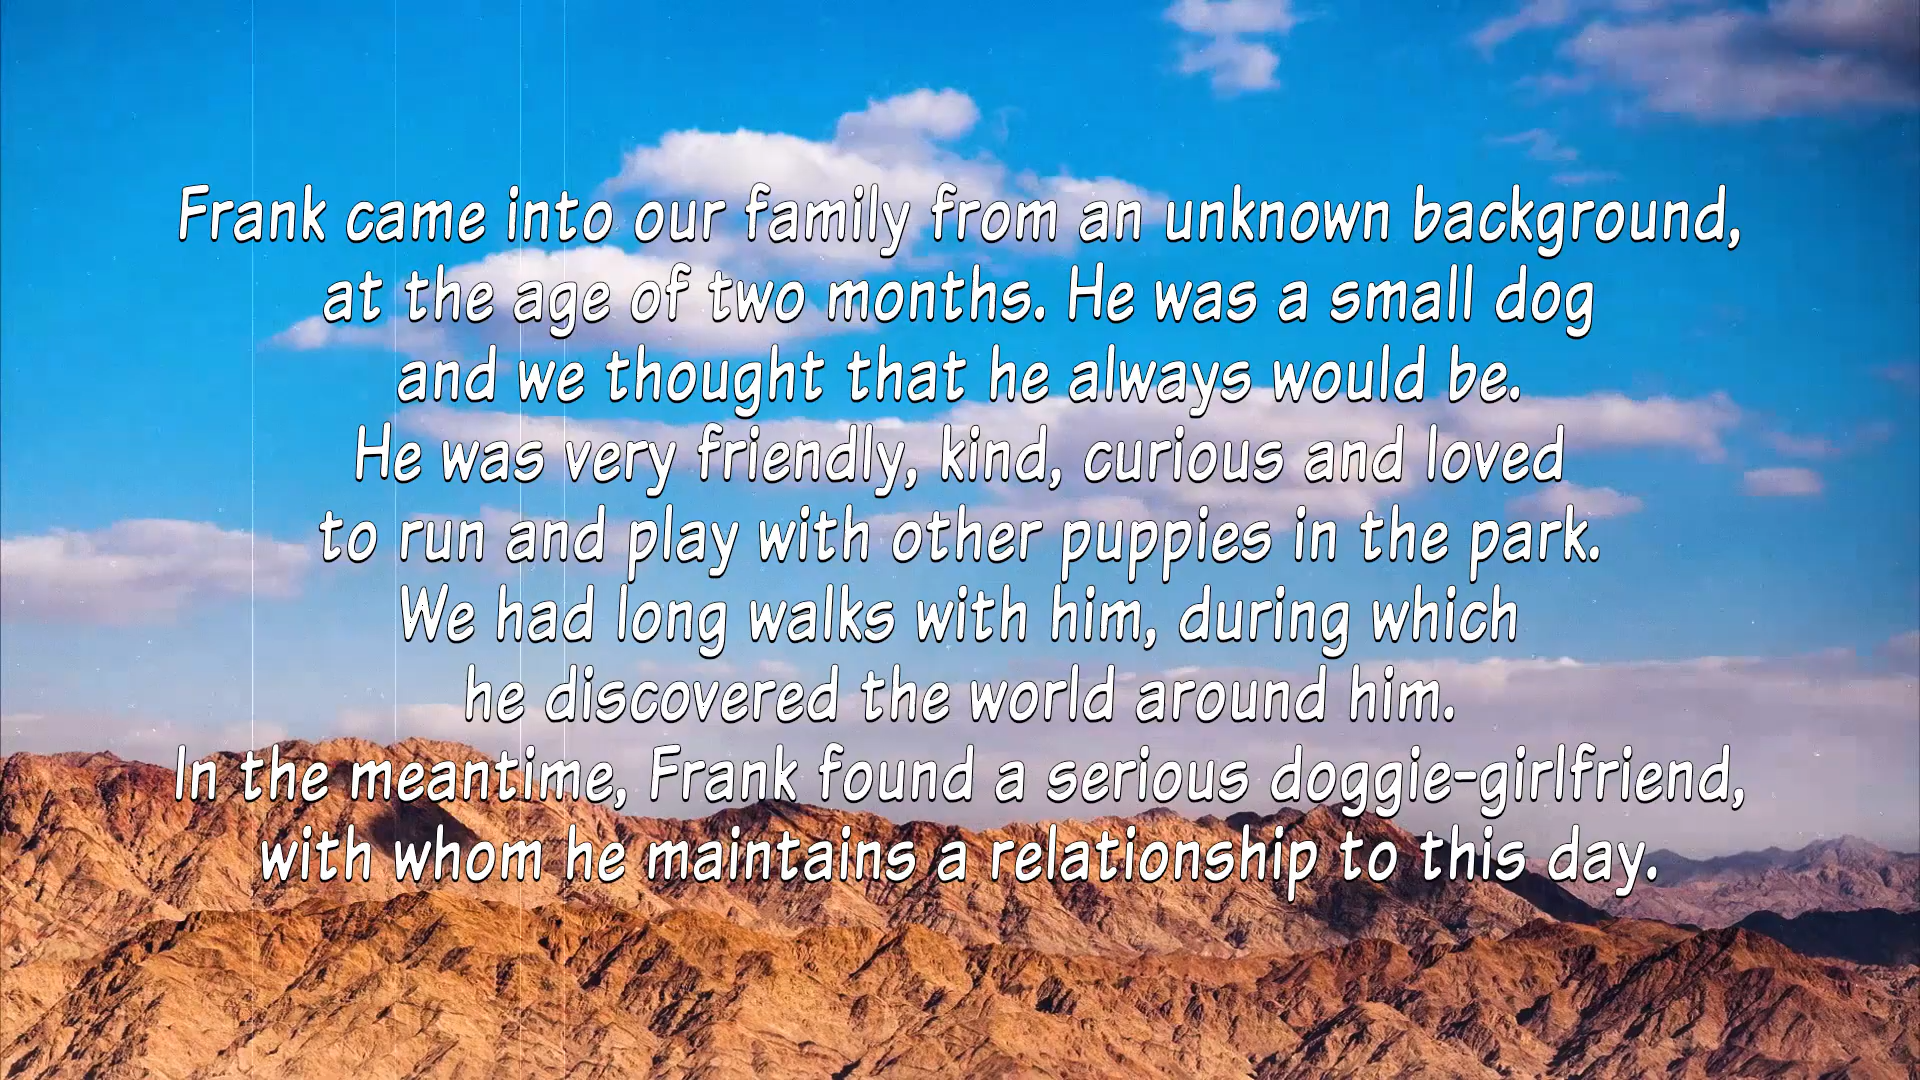 Frank came into our family from an unknown background,
at the age of two months. He was a small dog
and we thought that he always would be.
He was very friendly, kind, curious and loved
to run and play with other puppies in the park.
We had long walks with him, during which
he discovered the world around him.
In the meantime, Frank found a serious doggie-girlfriend,
with whom he maintains a relationship to this day.